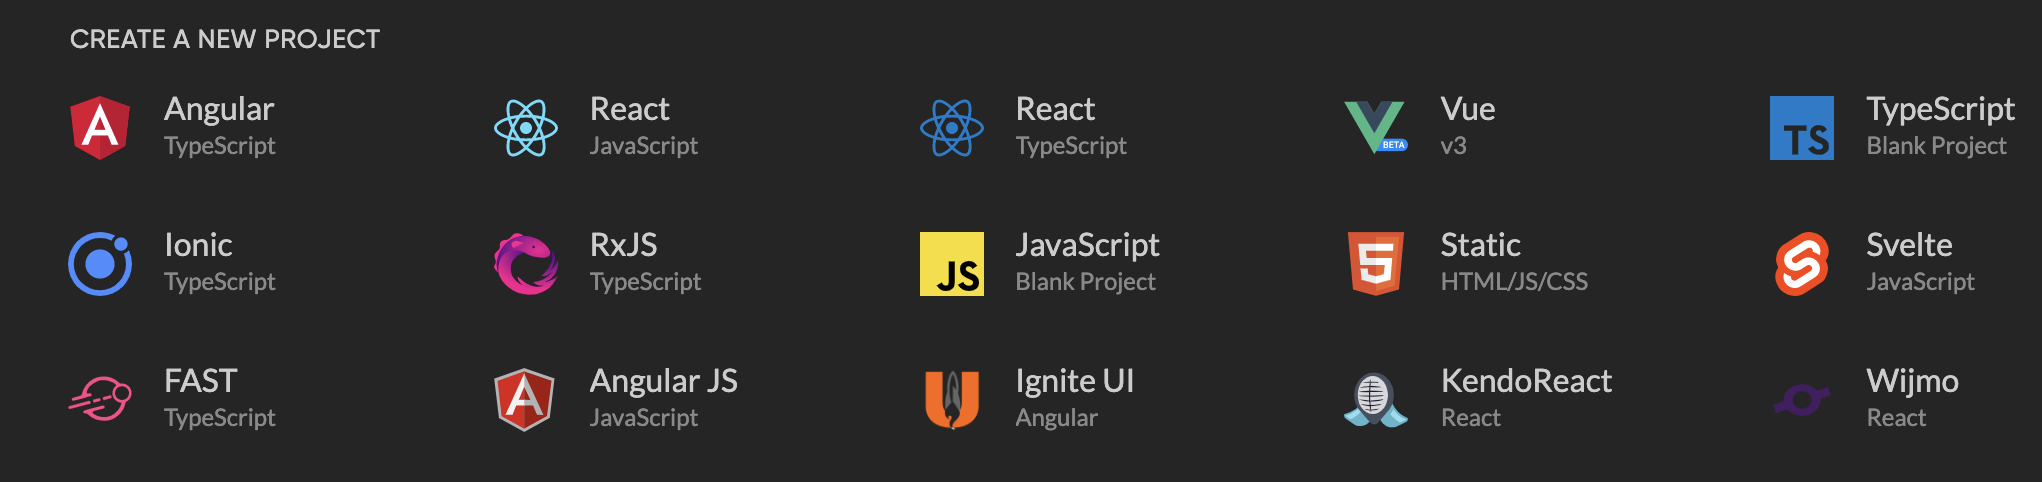 CREATE A NEW PROJECT
Angular
TypeScript
React
JavaScript
React
TypeScript
Vue
v3
BETA
TypeScript
Blank Project
TS
Ionic
TypeScript
RxJS
TypeScript
JavaScript
Blank Project
JS
Static
HTML/JS/CSS
5
Svelte
JavaScript
FAST
TypeScript
Angular JS
JavaScript
Ignite UI
Angular
KendoReact
React
Wijmo
React